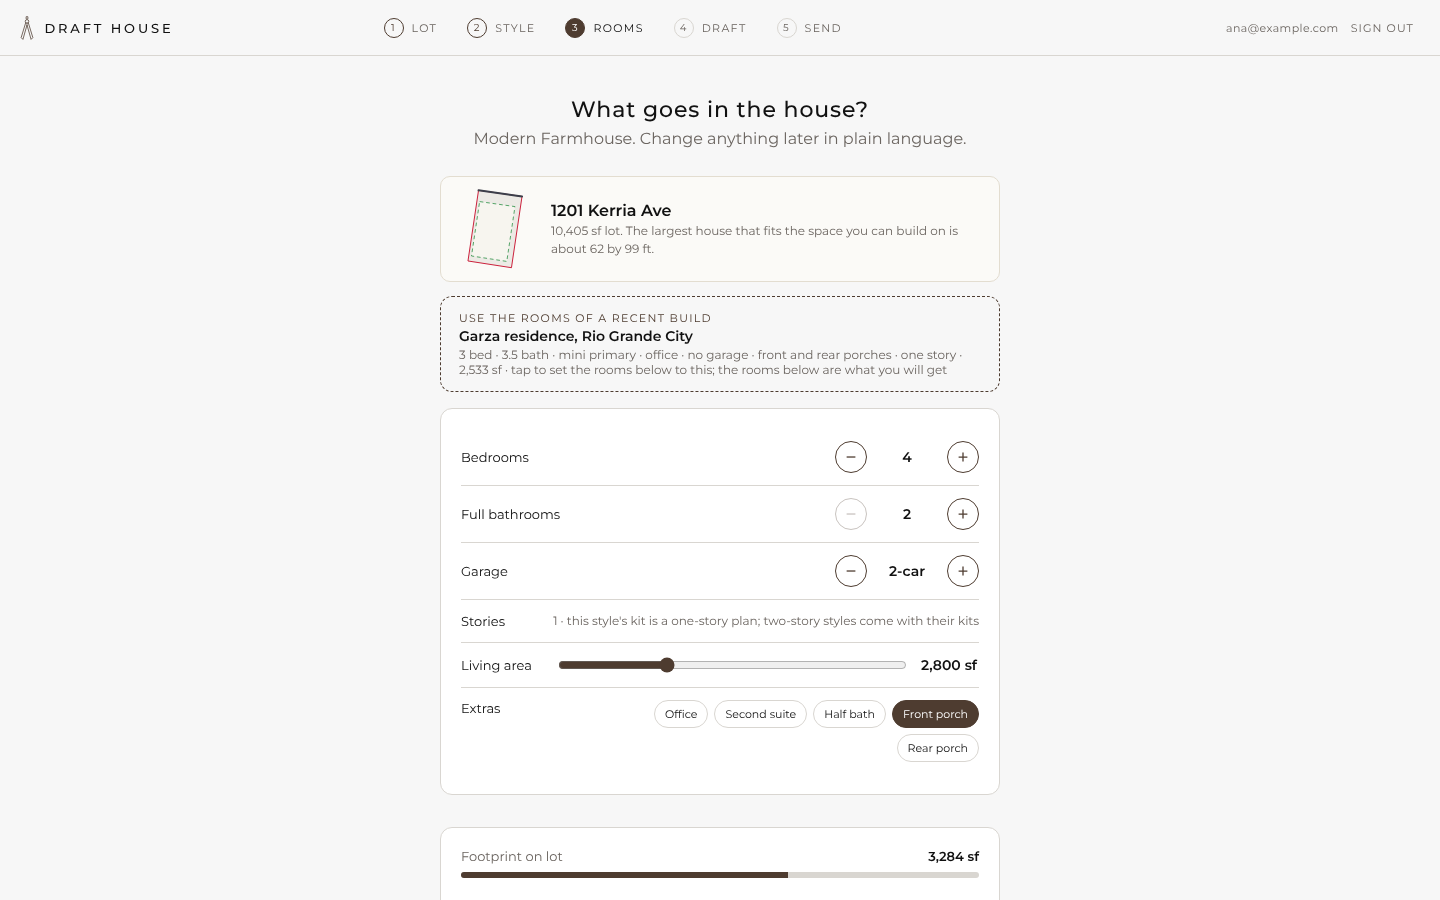 DRAFT HOUSE
1 LOT
2 STYLE
3 ROOMS
4 DRAFT
5 SEND
ana@example.com SIGN OUT
What goes in the house?
Modern Farmhouse. Change anything later in plain language.
1201 Kerria Ave
10,405 sf lot. The largest house that fits the space you can build on is
about 62 by 99 ft.
USE THE ROOMS OF A RECENT BUILD
Garza residence, Rio Grande City
3 bed · 3.5 bath · mini primary · office · no garage · front and rear porches · one story ·
2,533 sf · tap to set the rooms below to this; the rooms below are what you will get
Bedrooms − 4 +
Full bathrooms − 2 +
Garage − 2-car +
Stories 1 · this style's kit is a one-story plan; two-story styles come with their kits
Living area 2,800 sf
Extras Office Second suite Half bath Front porch
Rear porch
Footprint on lot 3,284 sf